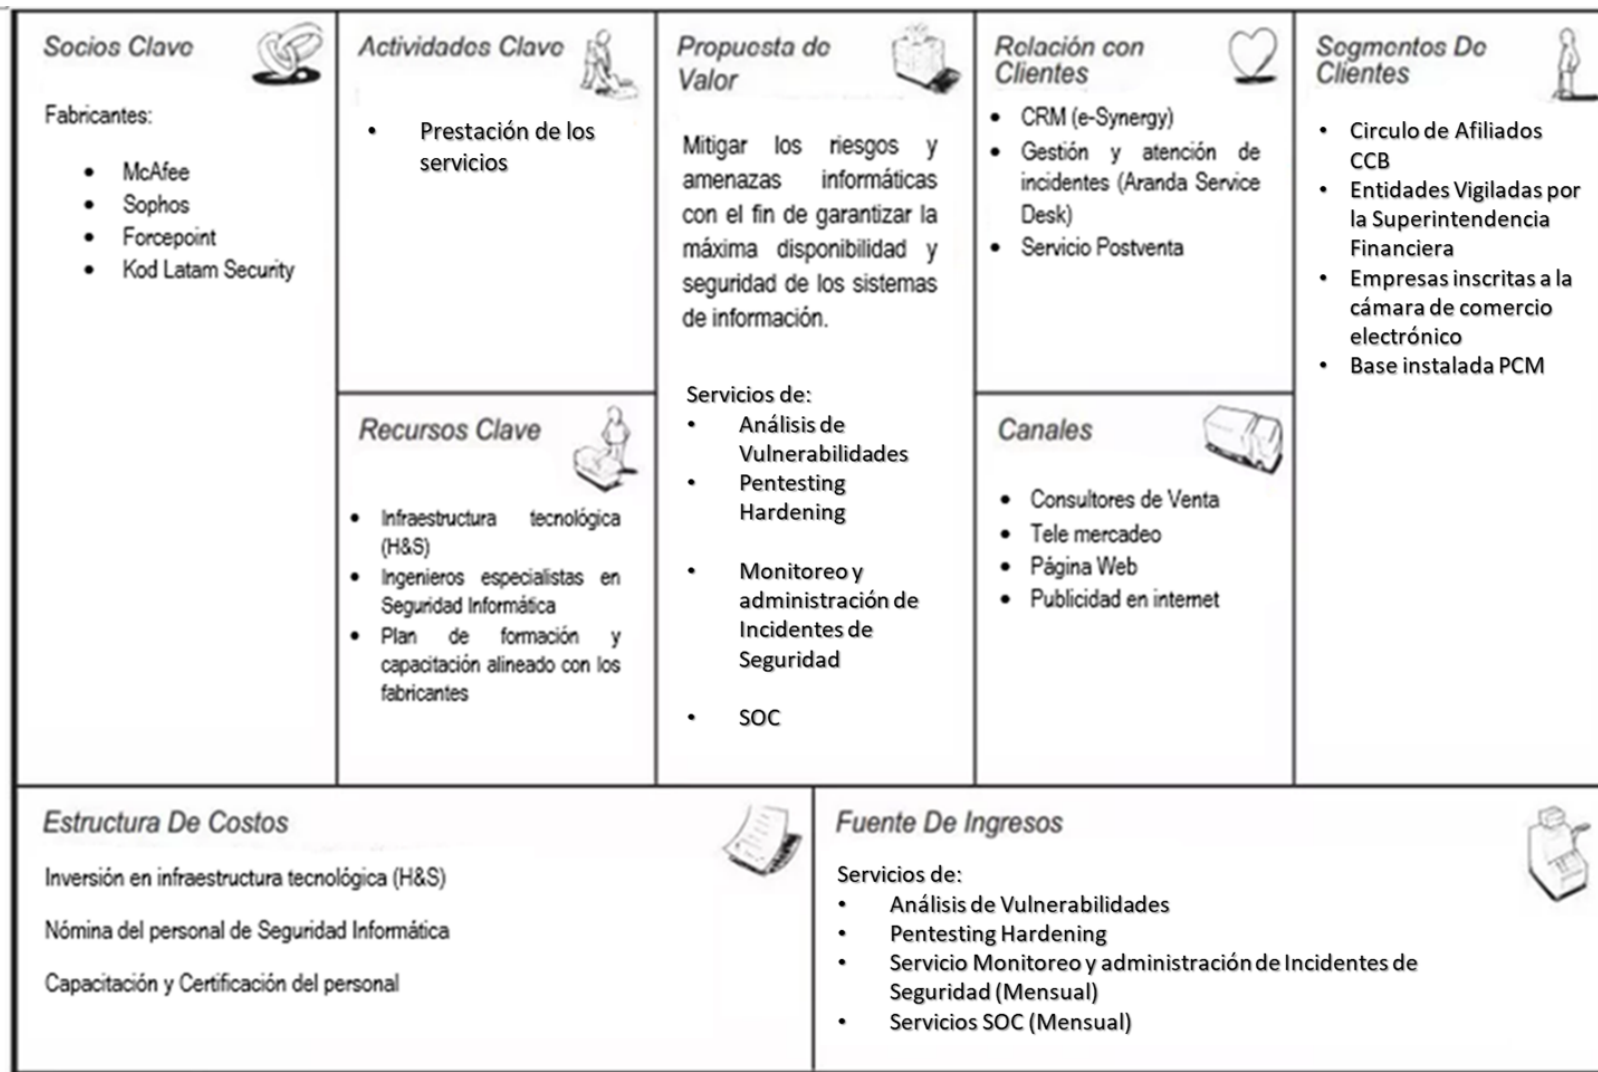 Socios Clave
Fabricantes:
• McAfee
• Sophos
• Forcepoint
• Kod Latam Security
Actividades Clave
• Prestación de los
servicios
Recursos Clave
• Infraestructura tecnológica
(H&S)
• Ingenieros especialistas en
Seguridad Informática
• Plan de formación y
capacitación alineado con los
fabricantes
Propuesta de
Valor
Mitigar los riesgos y
amenazas informáticas
con el fin de garantizar la
máxima disponibilidad y
seguridad de los sistemas
de información.
Servicios de:
• Análisis de
Vulnerabilidades
• Pentesting
Hardening
• Monitoreo y
administración de
Incidentes de
Seguridad
• SOC
Relación con
Clientes
• CRM (e-Synergy)
• Gestión y atención de
incidentes (Aranda Service
Desk)
• Servicio Postventa
Canales
• Consultores de Venta
• Tele mercadeo
• Página Web
• Publicidad en internet
Segmentos De
Clientes
• Circulo de Afiliados
CCB
• Entidades Vigiladas por
la Superintendencia
Financiera
• Empresas inscritas a la
cámara de comercio
electrónico
• Base instalada PCM
Estructura De Costos
Inversión en infraestructura tecnológica (H&S)
Nómina del personal de Seguridad Informática
Capacitación y Certificación del personal
Fuente De Ingresos
Servicios de:
• Análisis de Vulnerabilidades
• Pentesting Hardening
• Servicio Monitoreo y administración de Incidentes de
Seguridad (Mensual)
• Servicios SOC (Mensual)